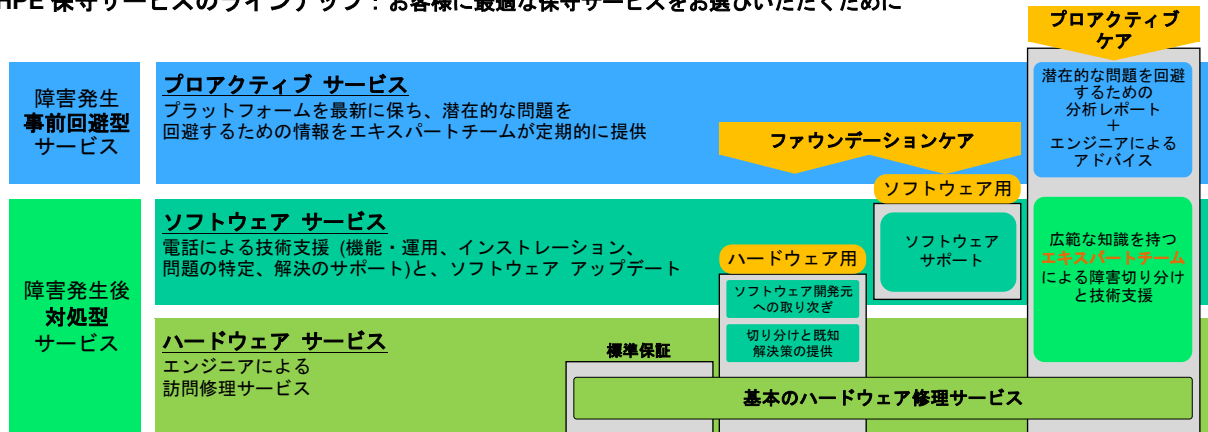 HPE 保守サービスのラインナップ：お客様に最適な保守サービスをお選びいただくために
プロアクティブ
ケア
障害発生
事前回避型
サービス
プロアクティブ サービス
プラットフォームを最新に保ち、潜在的な問題を
回避するための情報をエキスパートチームが定期的に提供
潜在的な問題を回避
するための
分析レポート
＋
エンジニアによる
アドバイス
ファウンデーションケア
ソフトウェア用
ハードウェア用
障害発生後
対処型
サービス
ソフトウェア サービス
電話による技術支援 (機能・運用、インストレーション、
問題の特定、解決のサポート)と、ソフトウェア アップデート
ソフトウェア
サポート
広範な知識を持つ
エキスパートチーム
による障害切り分け
と技術支援
ソフトウェア開発元
への取り次ぎ
切り分けと既知
解決策の提供
ハードウェア サービス
エンジニアによる
訪問修理サービス
標準保証
基本のハードウェア修理サービス